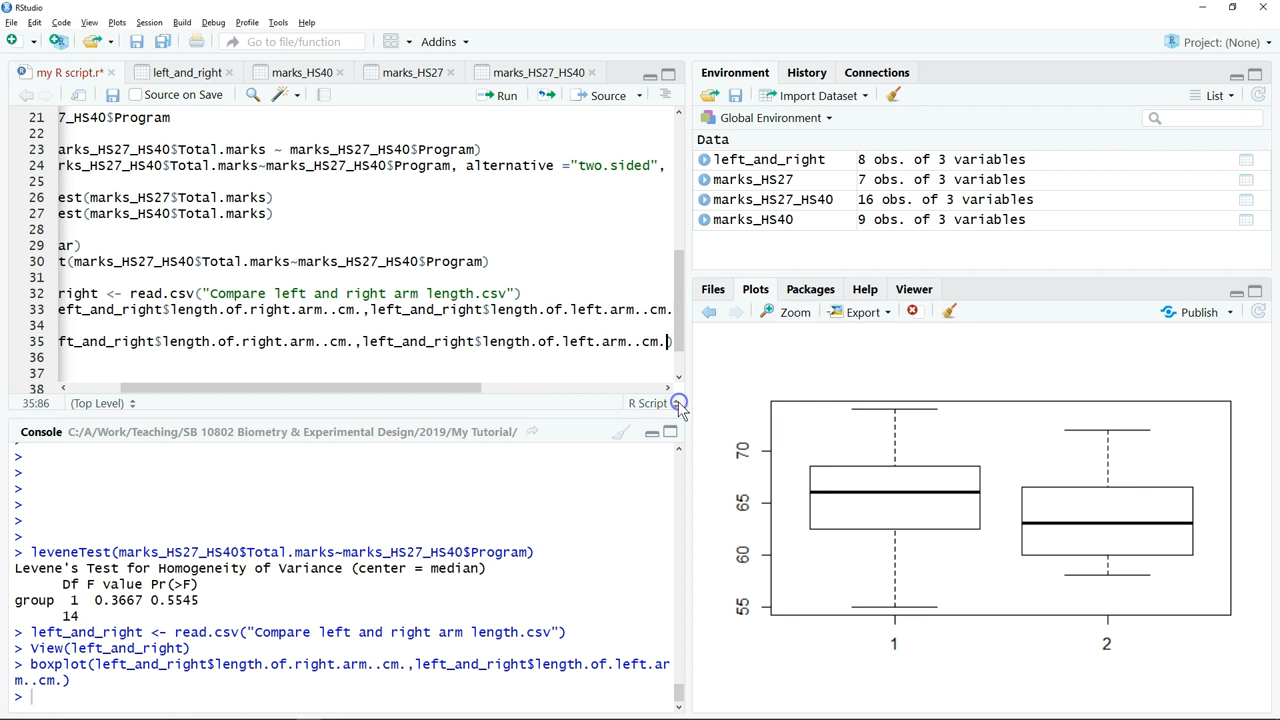 RStudio
File Edit Code View Plots Session Build Debug Profile Tools Help
Go to file/function Addins Project: (None)
my R script.r* left_and_right marks_HS40 marks_HS27 marks_HS27_HS40
Source on Save Run Source
21 7_HS40$Program
22
23 arks_HS27_HS40$Total.marks ~ marks_HS27_HS40$Program)
24 rks_HS27_HS40$Total.marks~marks_HS27_HS40$Program, alternative ="two.sided",
25
26 est(marks_HS27$Total.marks)
27 est(marks_HS40$Total.marks)
28
29 ar)
30 t(marks_HS27_HS40$Total.marks~marks_HS27_HS40$Program)
31
32 right <- read.csv("Compare left and right arm length.csv")
33 eft_and_right$length.of.right.arm..cm.,left_and_right$length.of.left.arm..cm.
34
35 ft_and_right$length.of.right.arm..cm.,left_and_right$length.of.left.arm..cm.)
36
37
38
35:86 (Top Level) R Script
Console C:/A/Work/Teaching/SB 10802 Biometry & Experimental Design/2019/My Tutorial/
>
>
>
>
>
>
> leveneTest(marks_HS27_HS40$Total.marks~marks_HS27_HS40$Program)
Levene's Test for Homogeneity of Variance (center = median)
Df F value Pr(>F)
group 1 0.3667 0.5545
14
> left_and_right <- read.csv("Compare left and right arm length.csv")
> View(left_and_right)
> boxplot(left_and_right$length.of.right.arm..cm.,left_and_right$length.of.left.ar
m..cm.)
>
Environment History Connections
Import Dataset List
Global Environment
Data
left_and_right 8 obs. of 3 variables
marks_HS27 7 obs. of 3 variables
marks_HS27_HS40 16 obs. of 3 variables
marks_HS40 9 obs. of 3 variables
Files Plots Packages Help Viewer
Zoom Export Publish
70
65
60
55
1 2